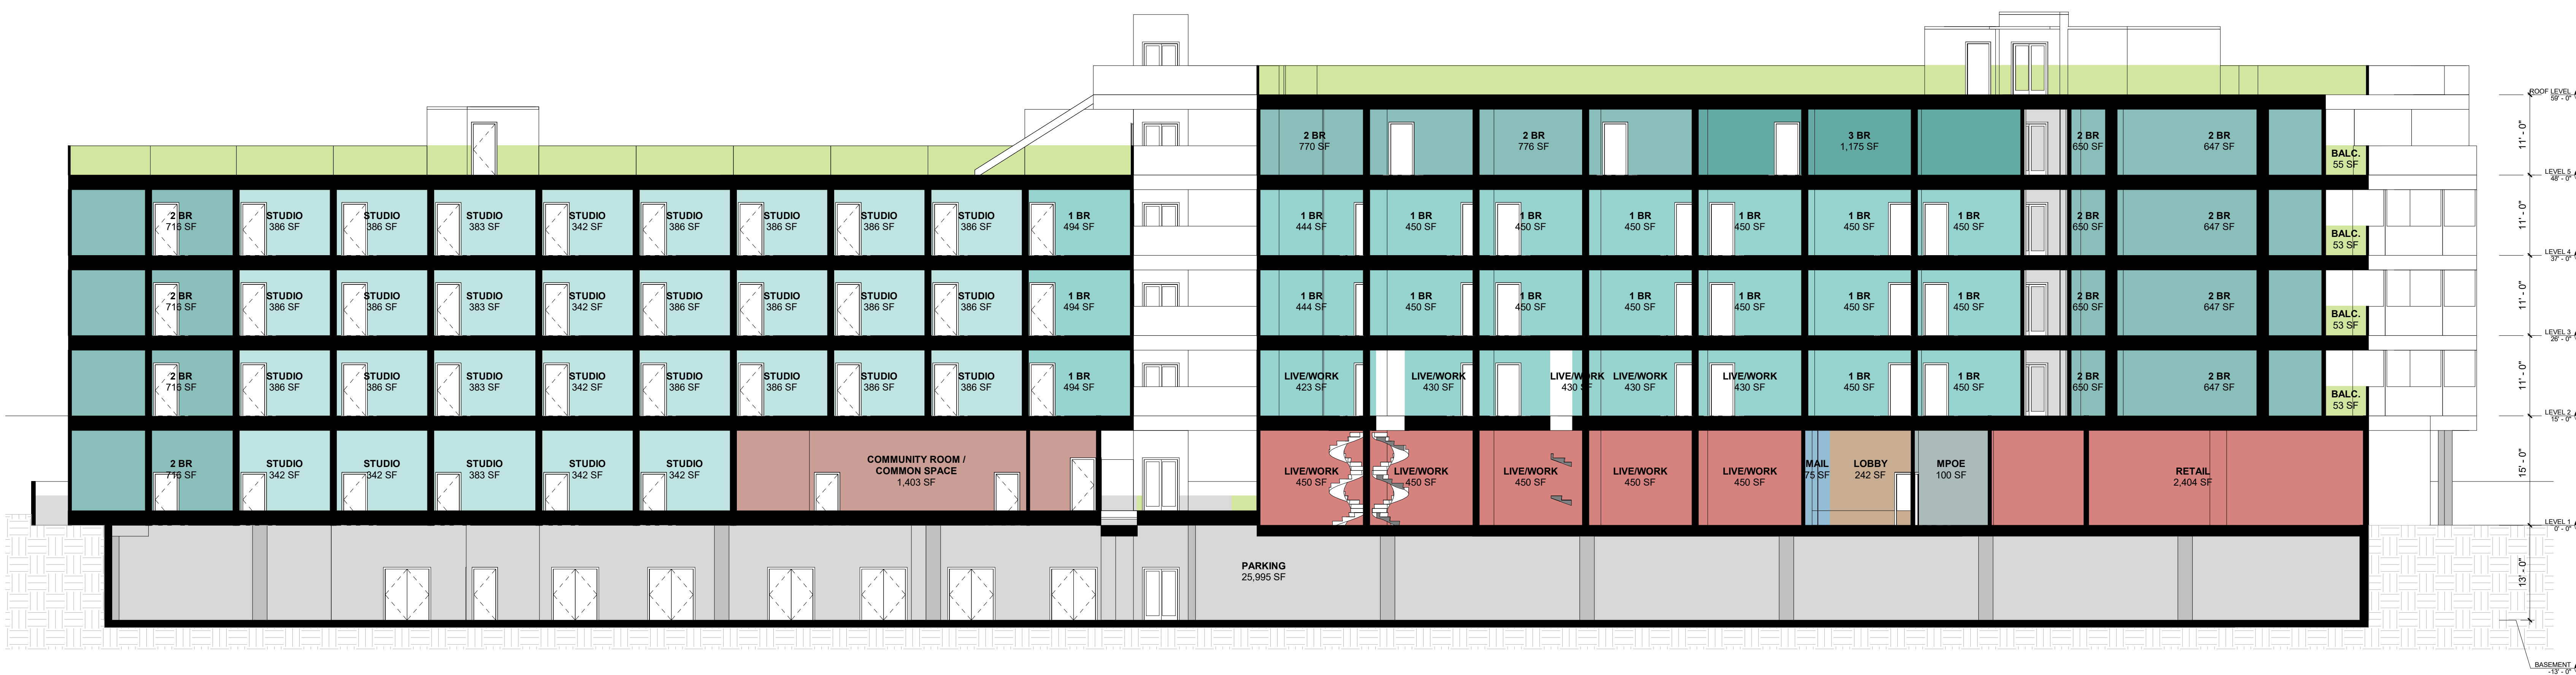 ROOF LEVEL
59' - 0"
11' - 0"
2 BR
770 SF
2 BR
776 SF
3 BR
1,175 SF
2 BR
650 SF
2 BR
647 SF
BALC.
55 SF
LEVEL 5
48' - 0"
11' - 0"
2 BR
716 SF
STUDIO
386 SF
STUDIO
386 SF
STUDIO
383 SF
STUDIO
342 SF
STUDIO
386 SF
STUDIO
386 SF
STUDIO
386 SF
STUDIO
386 SF
1 BR
494 SF
1 BR
444 SF
1 BR
450 SF
1 BR
450 SF
1 BR
450 SF
1 BR
450 SF
1 BR
450 SF
1 BR
450 SF
2 BR
650 SF
2 BR
647 SF
BALC.
53 SF
LEVEL 4
37' - 0"
11' - 0"
2 BR
716 SF
STUDIO
386 SF
STUDIO
386 SF
STUDIO
383 SF
STUDIO
342 SF
STUDIO
386 SF
STUDIO
386 SF
STUDIO
386 SF
STUDIO
386 SF
1 BR
494 SF
1 BR
444 SF
1 BR
450 SF
1 BR
450 SF
1 BR
450 SF
1 BR
450 SF
1 BR
450 SF
1 BR
450 SF
2 BR
650 SF
2 BR
647 SF
BALC.
53 SF
LEVEL 3
26' - 0"
11' - 0"
2 BR
716 SF
STUDIO
386 SF
STUDIO
386 SF
STUDIO
383 SF
STUDIO
342 SF
STUDIO
386 SF
STUDIO
386 SF
STUDIO
386 SF
STUDIO
386 SF
1 BR
494 SF
LIVE/WORK
423 SF
LIVE/WORK
430 SF
LIVE/WORK
430 SF
LIVE/WORK
430 SF
LIVE/WORK
430 SF
1 BR
450 SF
1 BR
450 SF
2 BR
650 SF
2 BR
647 SF
BALC.
53 SF
LEVEL 2
15' - 0"
15' - 0"
2 BR
716 SF
STUDIO
342 SF
STUDIO
342 SF
STUDIO
383 SF
STUDIO
342 SF
STUDIO
342 SF
COMMUNITY ROOM /
COMMON SPACE
1,403 SF
LIVE/WORK
450 SF
LIVE/WORK
450 SF
LIVE/WORK
450 SF
LIVE/WORK
450 SF
LIVE/WORK
450 SF
MAIL
75 SF
LOBBY
242 SF
MPOE
100 SF
RETAIL
2,404 SF
LEVEL 1
0' - 0"
13' - 0"
PARKING
25,995 SF
BASEMENT
-13' - 0"